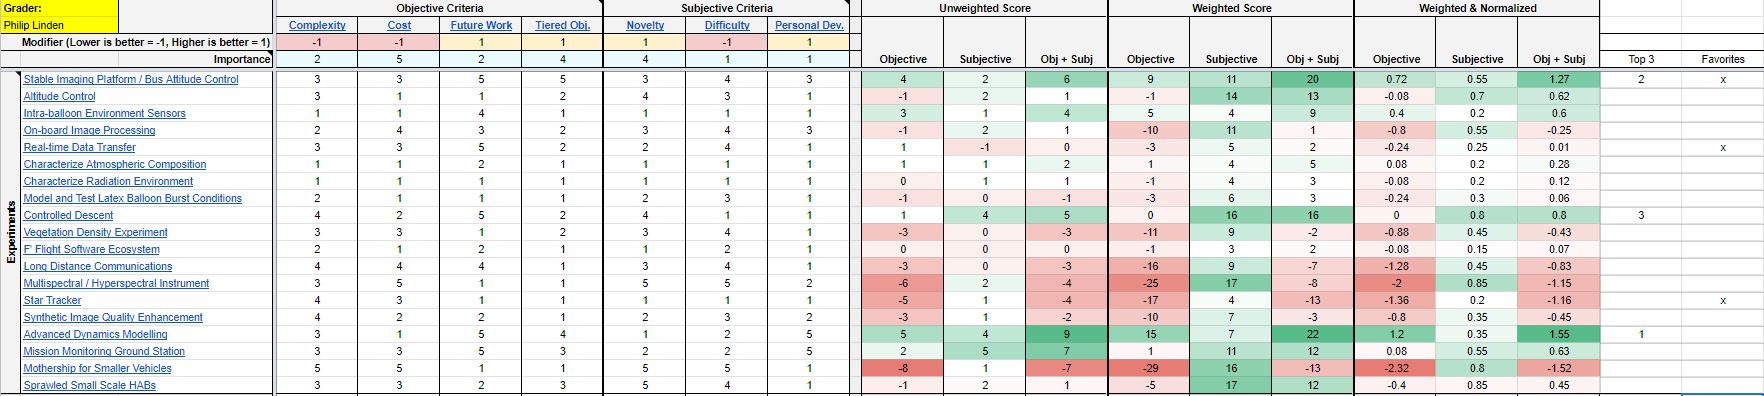 Grader: Objective Criteria Subjective Criteria Unweighted Score Weighted Score Weighted & Normalized
Philip Linden Complexity Cost Future Work Tiered Obj. Novelty Difficulty Personal Dev.
Modifier (Lower is better = -1, Higher is better = 1) -1 -1 1 1 1 -1 1
Importance 2 5 2 4 4 1 1 Objective Subjective Obj + Subj Objective Subjective Obj + Subj Objective Subjective Obj + Subj Top 3 Favorites
Experiments
Stable Imaging Platform / Bus Attitude Control 3 3 5 5 3 4 3 4 2 6 9 11 20 0.72 0.55 1.27 2 x
Altitude Control 3 1 1 2 4 3 1 -1 2 1 -1 14 13 -0.08 0.7 0.62
Intra-balloon Environment Sensors 1 1 4 1 1 1 1 3 1 4 5 4 9 0.4 0.2 0.6
On-board Image Processing 2 4 3 2 3 4 3 -1 2 1 -10 11 1 -0.8 0.55 -0.25
Real-time Data Transfer 3 3 5 2 2 4 1 1 -1 0 -3 5 2 -0.24 0.25 0.01 x
Characterize Atmospheric Composition 1 1 2 1 1 1 1 1 1 2 1 4 5 0.08 0.2 0.28
Characterize Radiation Environment 1 1 1 1 1 1 1 0 1 1 -1 4 3 -0.08 0.2 0.12
Model and Test Latex Balloon Burst Conditions 2 1 1 1 2 3 1 -1 0 -1 -3 6 3 -0.24 0.3 0.06
Controlled Descent 4 2 5 2 4 1 1 1 4 5 0 16 16 0 0.8 0.8 3
Vegetation Density Experiment 3 3 1 2 3 4 1 -3 0 -3 -11 9 -2 -0.88 0.45 -0.43
F' Flight Software Ecosystem 2 1 2 1 1 2 1 0 0 0 -1 3 2 -0.08 0.15 0.07
Long Distance Communications 4 4 4 1 3 4 1 -3 0 -3 -16 9 -7 -1.28 0.45 -0.83
Multispectral / Hyperspectral Instrument 3 5 1 1 5 5 2 -6 2 -4 -25 17 -8 -2 0.85 -1.15
Star Tracker 4 3 1 1 1 1 1 -5 1 -4 -17 4 -13 -1.36 0.2 -1.16 x
Synthetic Image Quality Enhancement 4 2 2 1 2 3 2 -3 1 -2 -10 7 -3 -0.8 0.35 -0.45
Advanced Dynamics Modelling 3 1 5 4 1 2 5 5 4 9 15 7 22 1.2 0.35 1.55 1
Mission Monitoring Ground Station 3 3 5 3 2 2 5 2 5 7 1 11 12 0.08 0.55 0.63
Mothership for Smaller Vehicles 5 5 1 1 5 5 1 -8 1 -7 -29 16 -13 -2.32 0.8 -1.52
Sprawled Small Scale HABs 3 3 2 3 5 4 1 -1 2 1 -5 17 12 -0.4 0.85 0.45